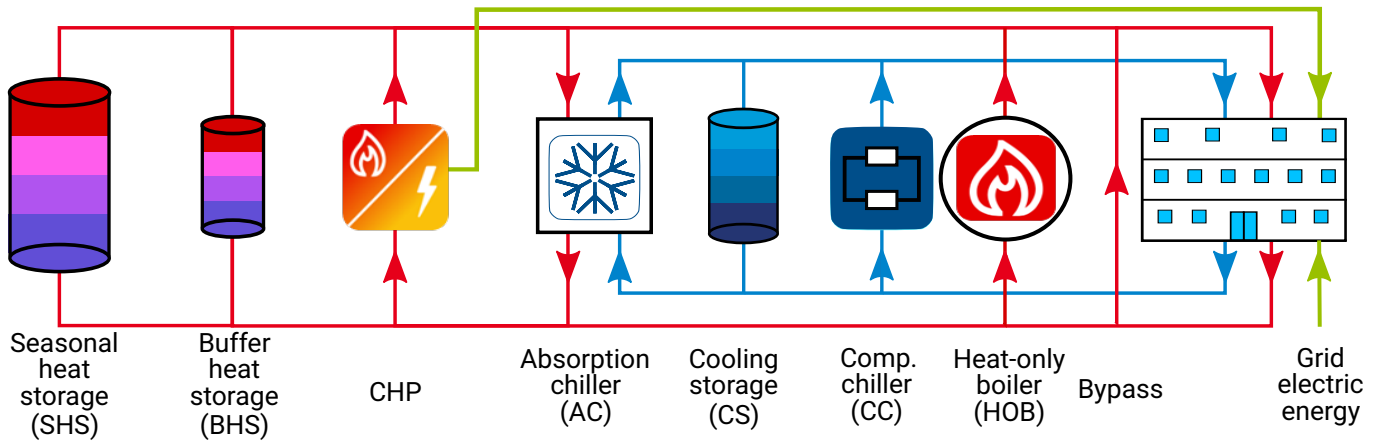 Seasonal
heat
storage
(SHS)
Buffer
heat
storage
(BHS)
CHP
Absorption
chiller
(AC)
Cooling
storage
(CS)
Comp.
chiller
(CC)
Heat-only
boiler
(HOB)
Bypass
Grid
electric
energy